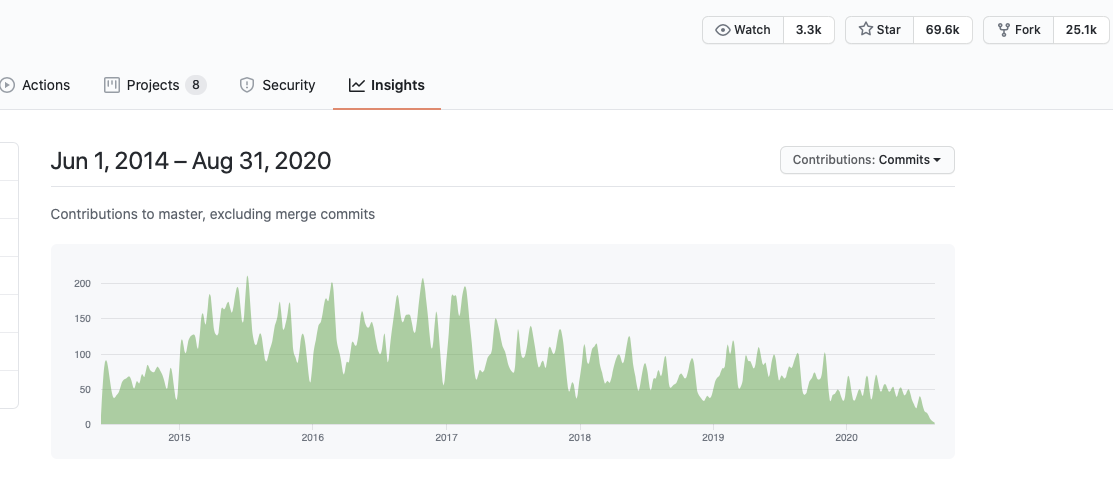 Watch 3.3k Star 69.6k Fork 25.1k
Actions Projects 8 Security Insights
Jun 1, 2014 – Aug 31, 2020
Contributions: Commits
Contributions to master, excluding merge commits
200
150
100
50
0
2015 2016 2017 2018 2019 2020